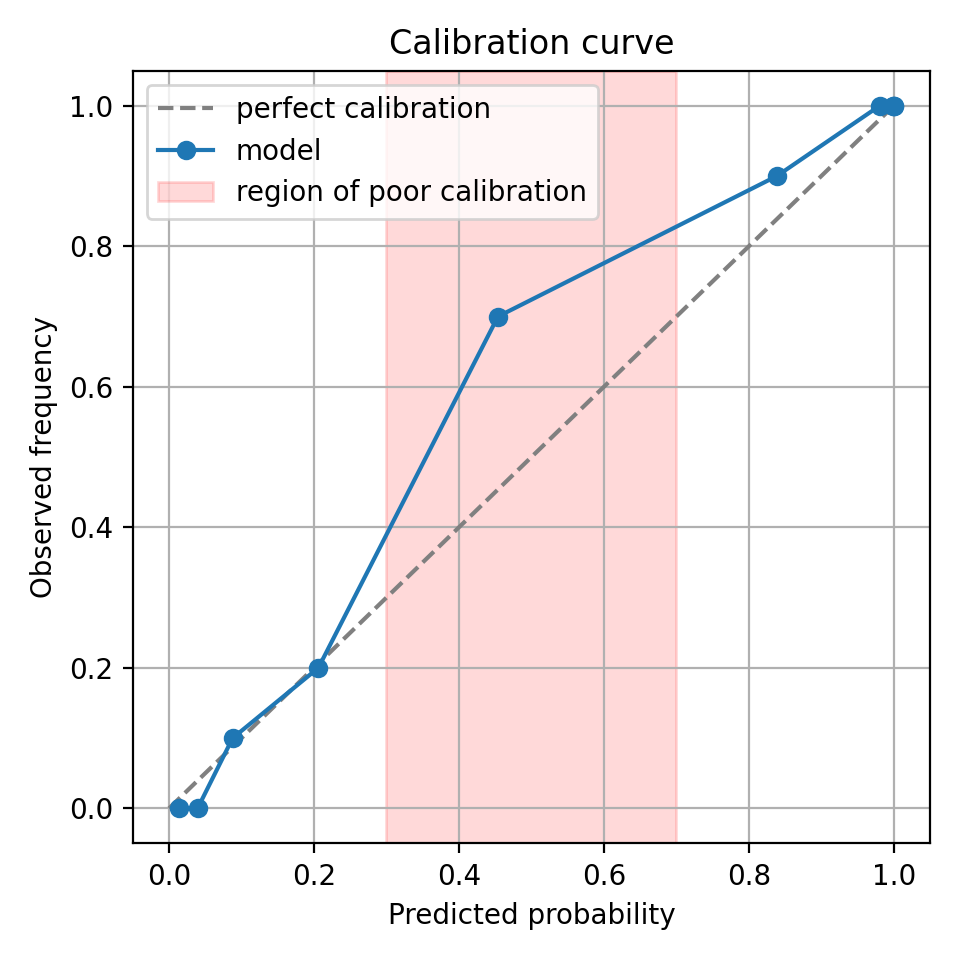 Calibration curve
perfect calibration
model
region of poor calibration
Observed frequency
1.0
0.8
0.6
0.4
0.2
0.0
0.0 0.2 0.4 0.6 0.8 1.0
Predicted probability